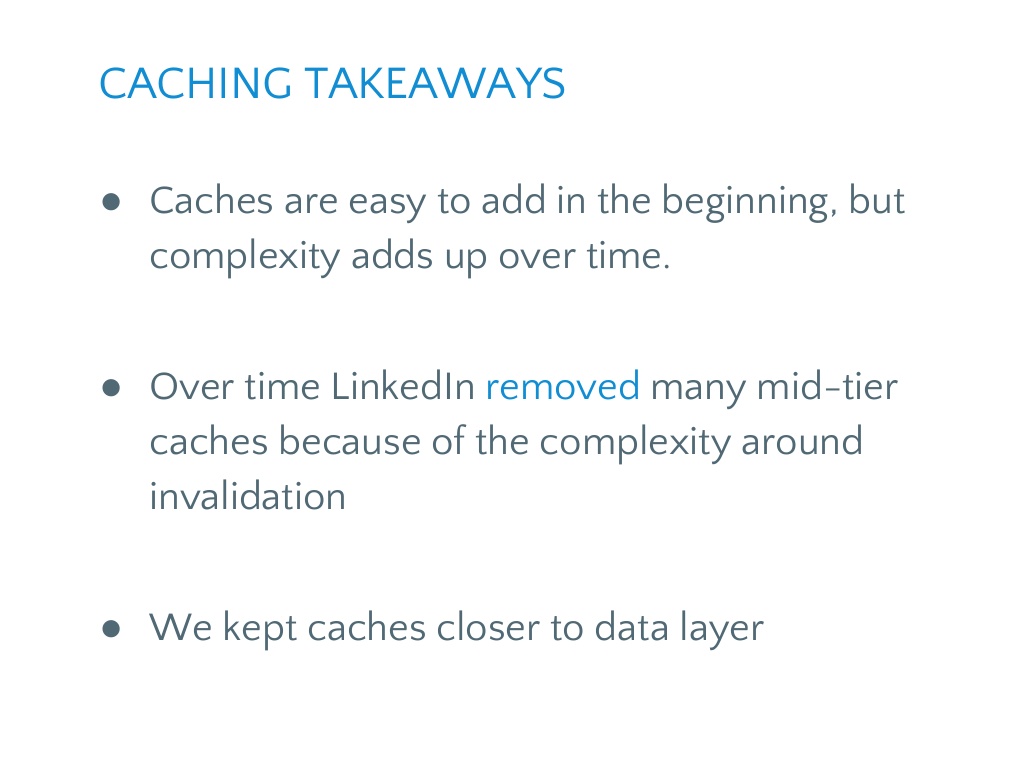 CACHING TAKEAWAYS
● Caches are easy to add in the beginning, but
complexity adds up over time.
● Over time LinkedIn removed many mid-tier
caches because of the complexity around
invalidation
● We kept caches closer to data layer